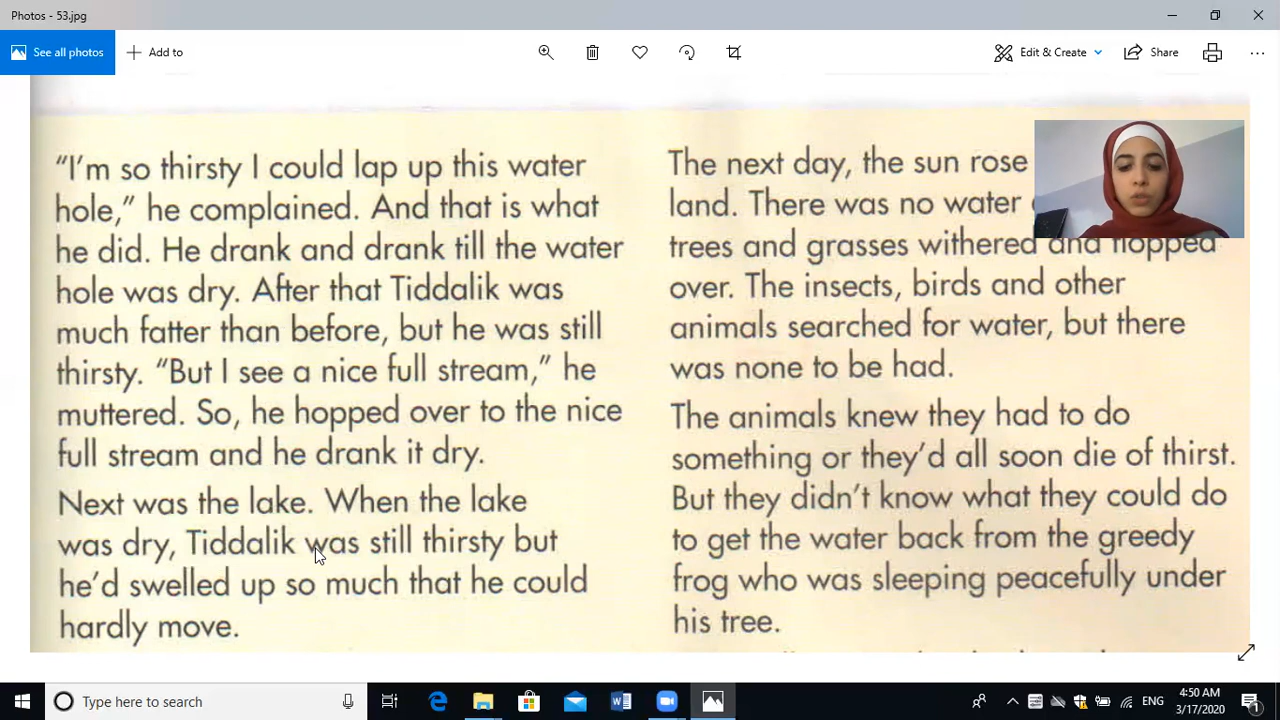 Photos - 53.jpg
See all photos
Add to
Edit & Create
Share
"I'm so thirsty I could lap up this water
hole," he complained. And that is what
he did. He drank and drank till the water
hole was dry. After that Tiddalik was
much fatter than before, but he was still
thirsty. "But I see a nice full stream," he
muttered. So, he hopped over to the nice
full stream and he drank it dry.
Next was the lake. When the lake
was dry, Tiddalik was still thirsty but
he'd swelled up so much that he could
hardly move.
The next day, the sun rose
land. There was no water
trees and grasses withered and flopped
over. The insects, birds and other
animals searched for water, but there
was none to be had.
The animals knew they had to do
something or they'd all soon die of thirst.
But they didn't know what they could do
to get the water back from the greedy
frog who was sleeping peacefully under
his tree.
Type here to search
ENG
4:50 AM
3/17/2020
1